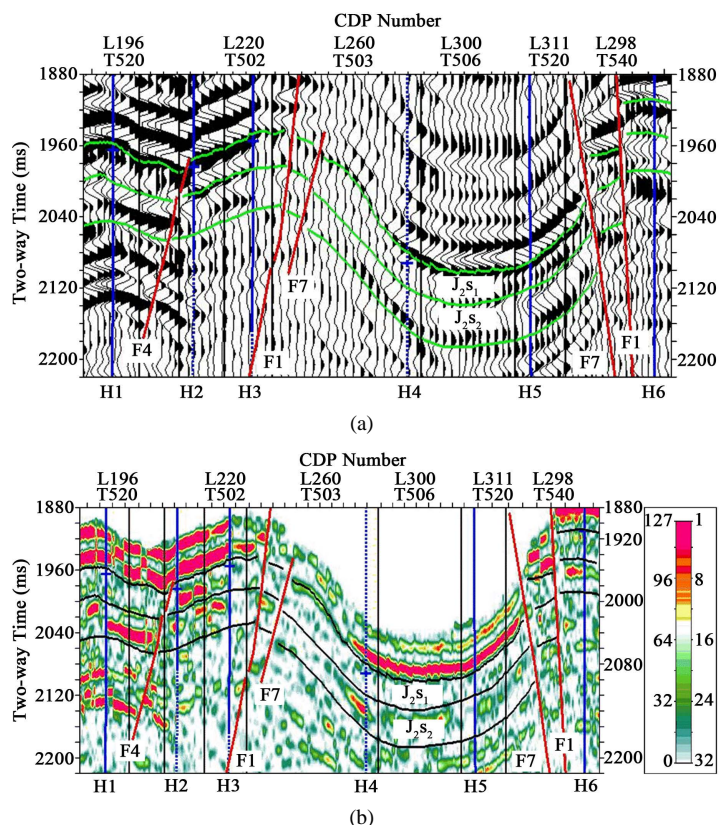 CDP Number
L196 L220 L260 L300 L311 L298
T520 T502 T503 T506 T520 T540
1880 1880
1960 1960
2040 2040
2120 2120
2200 2200
Two-way Time (ms)
J₂s₁
J₂s₂
F4 F1 F7 F7 F1
H1 H2 H3 H4 H5 H6
(a)
CDP Number
L196 L220 L260 L300 L311 L298
T520 T502 T503 T506 T520 T540
1880 1880
1920
1960 1960
2000
2040
2080
2120
2200 2200
Two-way Time (ms)
J₂s₁
J₂s₂
F4 F1 F7 F7 F1
H1 H2 H3 H4 H5 H6
127 1
96 8
64 16
32 24
0 32
(b)